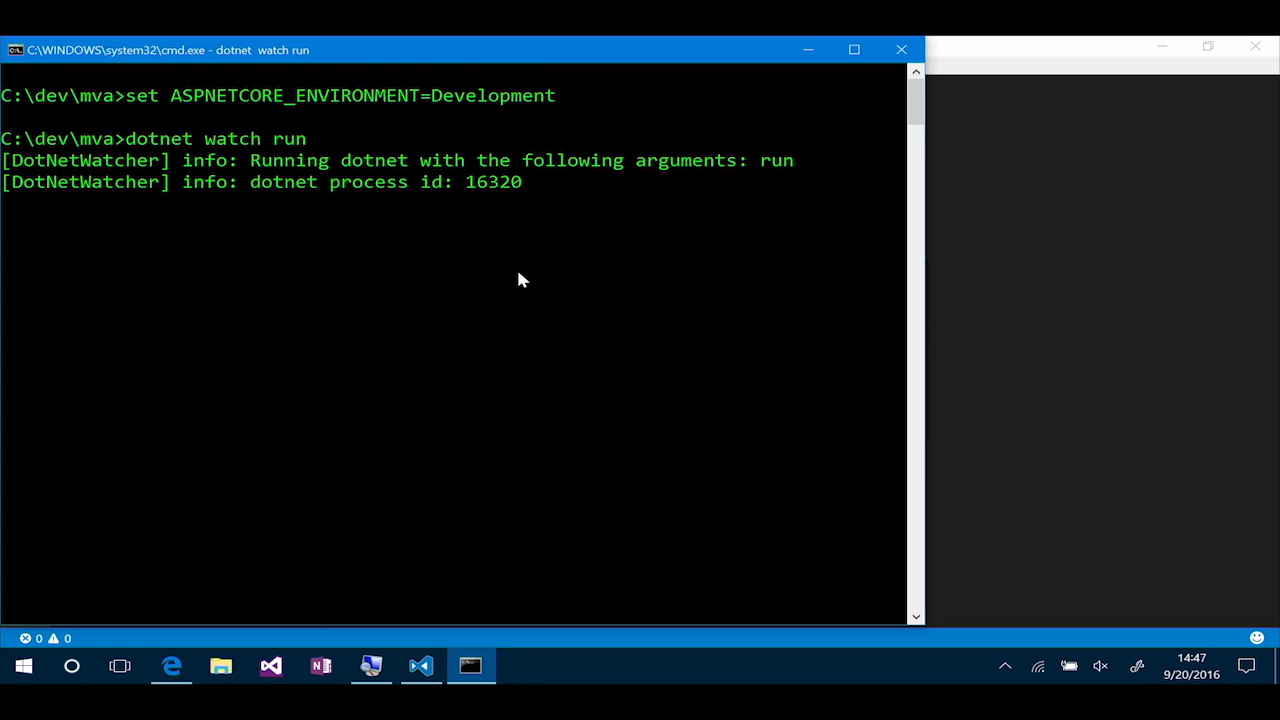 C:\WINDOWS\system32\cmd.exe - dotnet  watch run
C:\dev\mva>set ASPNETCORE_ENVIRONMENT=Development
C:\dev\mva>dotnet watch run
[DotNetWatcher] info: Running dotnet with the following arguments: run
[DotNetWatcher] info: dotnet process id: 16320
0 0
14:47
9/20/2016